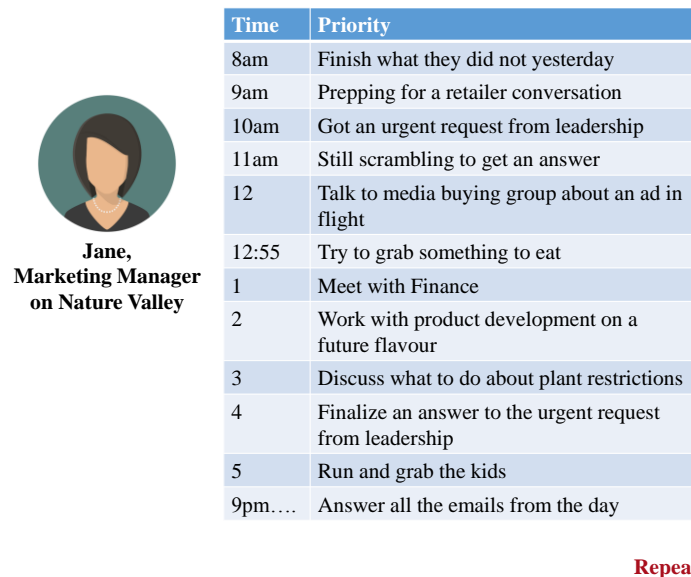 Time Priority
8am Finish what they did not yesterday
9am Prepping for a retailer conversation
10am Got an urgent request from leadership
11am Still scrambling to get an answer
12 Talk to media buying group about an ad in
flight
12:55 Try to grab something to eat
1 Meet with Finance
2 Work with product development on a
future flavour
3 Discuss what to do about plant restrictions
4 Finalize an answer to the urgent request
from leadership
5 Run and grab the kids
9pm…. Answer all the emails from the day
Jane,
Marketing Manager
on Nature Valley
Repea